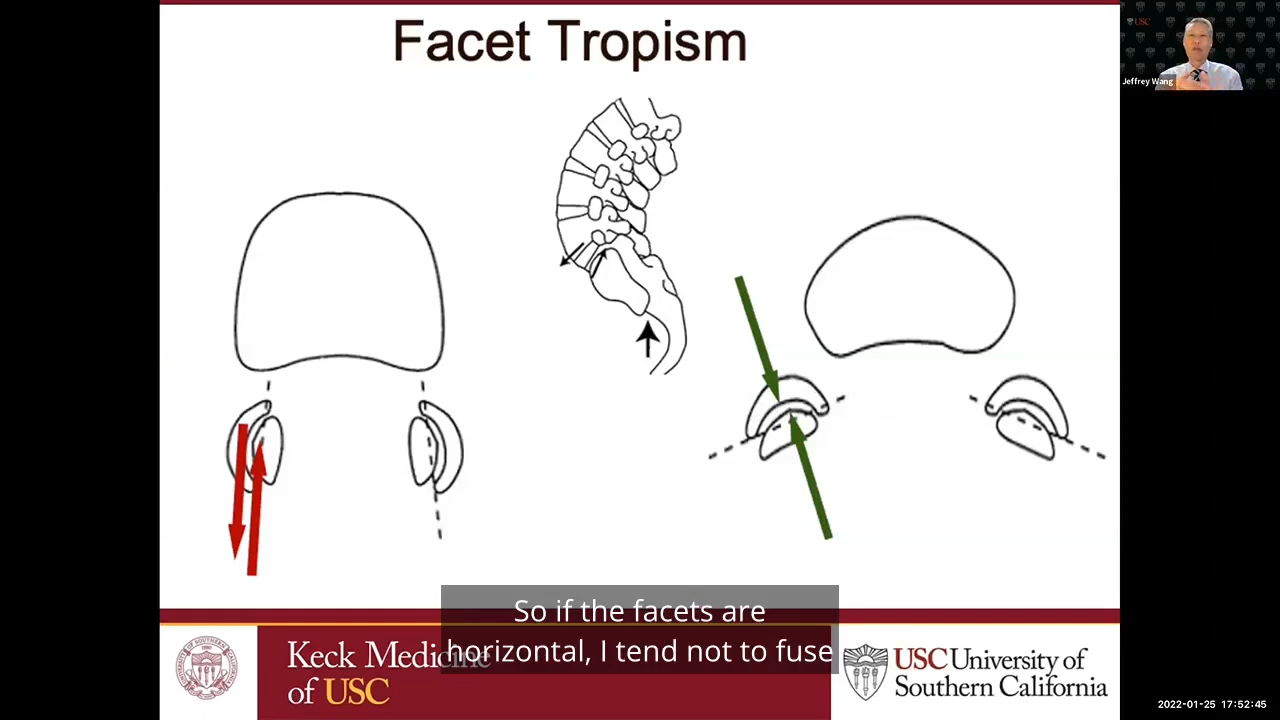 Facet Tropism
USC
Jeffrey Wang
So if the facets are
horizontal, I tend not to fuse
Keck Medicine
of USC
USC University of
Southern California
2022-01-25 17:52:45